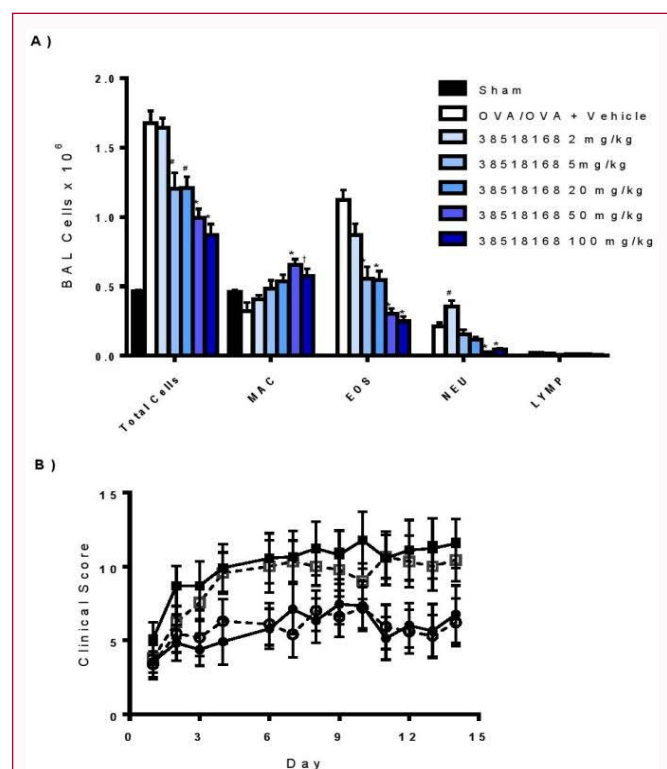 A)
2.0
1.5
1.0
0.5
0.0
BAL Cells x 10⁶
Sham
OVA/OVA + Vehicle
38518168 2 mg/kg
38518168 5mg/kg
38518168 20 mg/kg
38518168 50 mg/kg
38518168 100 mg/kg
# # * *
* †
* * * *
# * *
Total Cells MAC EOS NEU LYMP
B)
15
10
5
0
Clinical Score
0 3 6 9 12 15
Day